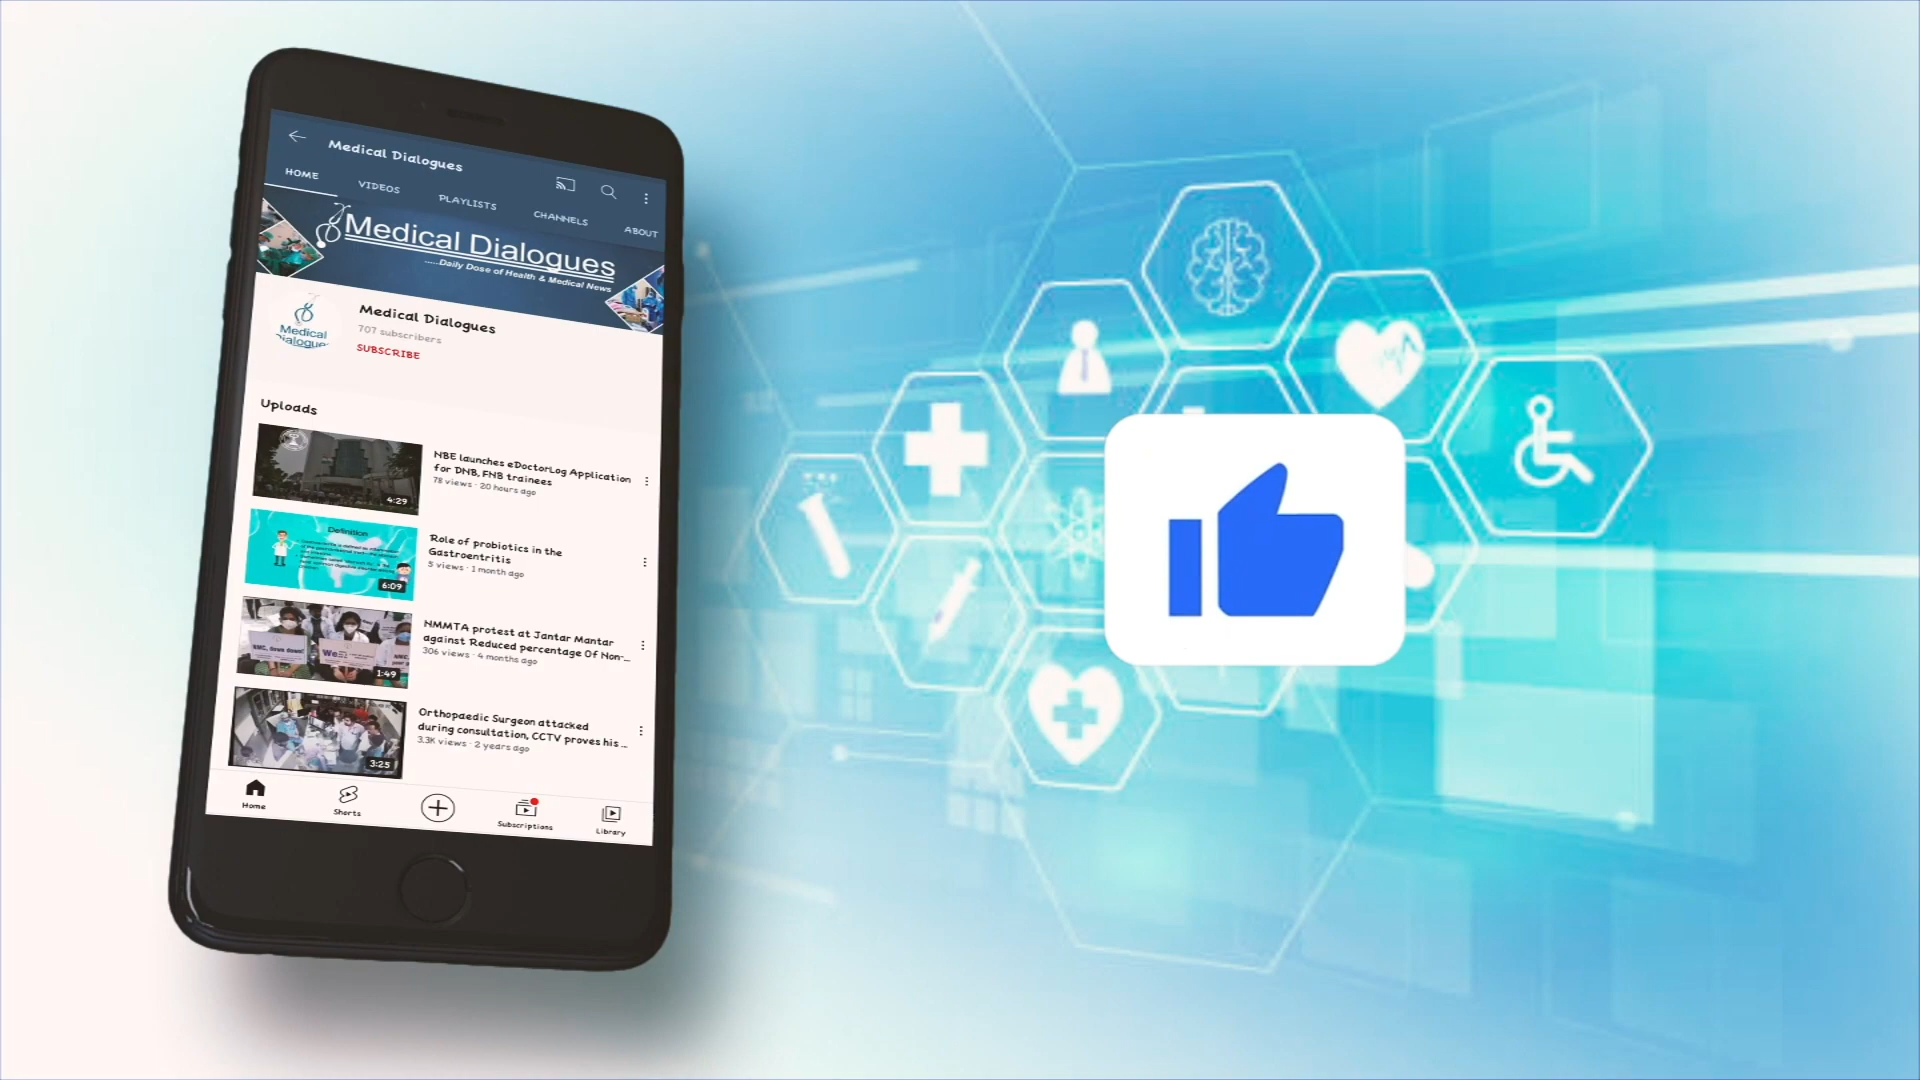 Medical Dialogues
HOME VIDEOS PLAYLISTS CHANNELS ABOUT
Medical Dialogues
.....Daily Dose of Health & Medical News
Medical
Dialogues
Medical Dialogues
707 subscribers
SUBSCRIBE
Uploads
4:29
NBE launches eDoctorLog Application
for DNB, FNB trainees
78 views · 20 hours ago
Definition
6:09
Role of probiotics in the
Gastroentritis
5 views · 1 month ago
1:49
NMMTA protest at Jantar Mantar
against Reduced percentage Of Non-...
306 views · 4 months ago
3:25
Orthopaedic Surgeon attacked
during consultation, CCTV proves his ...
3.3K views · 2 years ago
Home Shorts Subscriptions Library